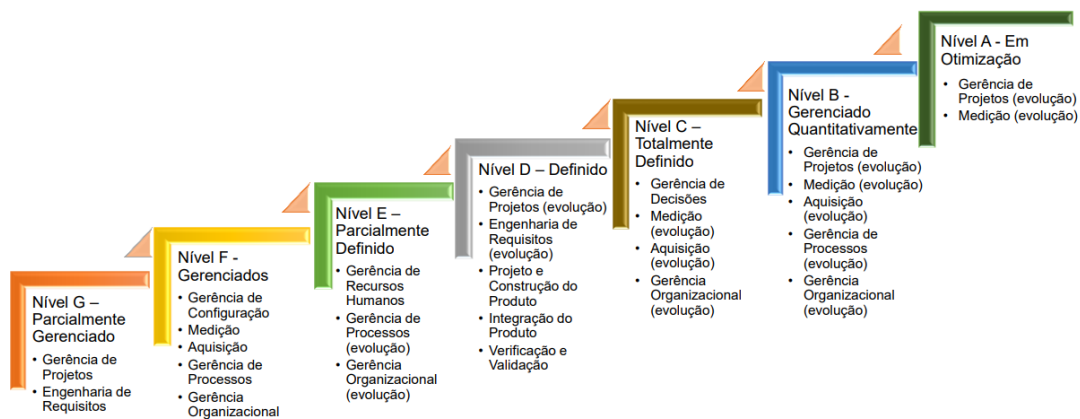 Nível G –
Parcialmente
Gerenciado
• Gerência de
Projetos
• Engenharia de
Requisitos
Nível F -
Gerenciados
• Gerência de
Configuração
• Medição
• Aquisição
• Gerência de
Processos
• Gerência
Organizacional
Nível E –
Parcialmente
Definido
• Gerência de
Recursos
Humanos
• Gerência de
Processos
(evolução)
• Gerência
Organizacional
(evolução)
Nível D – Definido
• Gerência de
Projetos (evolução)
• Engenharia de
Requisitos
(evolução)
• Projeto e
Construção do
Produto
• Integração do
Produto
• Verificação e
Validação
Nível C –
Totalmente
Definido
• Gerência de
Decisões
• Medição
(evolução)
• Aquisição
(evolução)
• Gerência
Organizacional
(evolução)
Nível B -
Gerenciado
Quantitativamente
• Gerência de
Projetos (evolução)
• Medição (evolução)
• Aquisição
(evolução)
• Gerência de
Processos
(evolução)
• Gerência
Organizacional
(evolução)
Nível A - Em
Otimização
• Gerência de
Projetos (evolução)
• Medição (evolução)